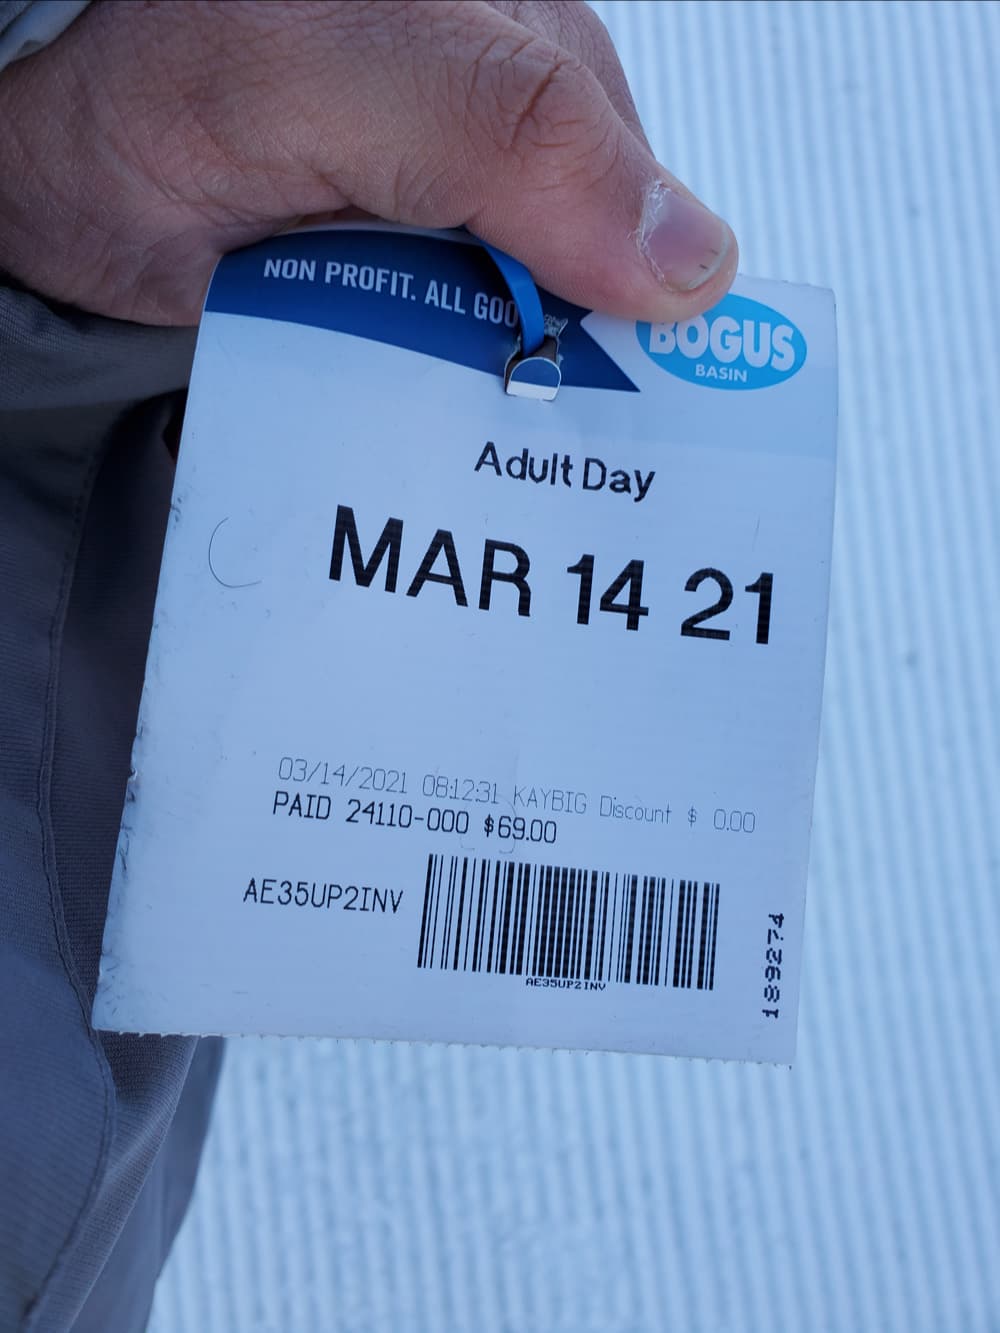 NON PROFIT. ALL GOO
BOGUS
BASIN
Adult Day
MAR 14 21
03/14/2021 08:12:31 KAYBIG Discount $ 0.00
PAID 24110-000 $69.00
AE35UP2INV
AE35UP2INV
189274